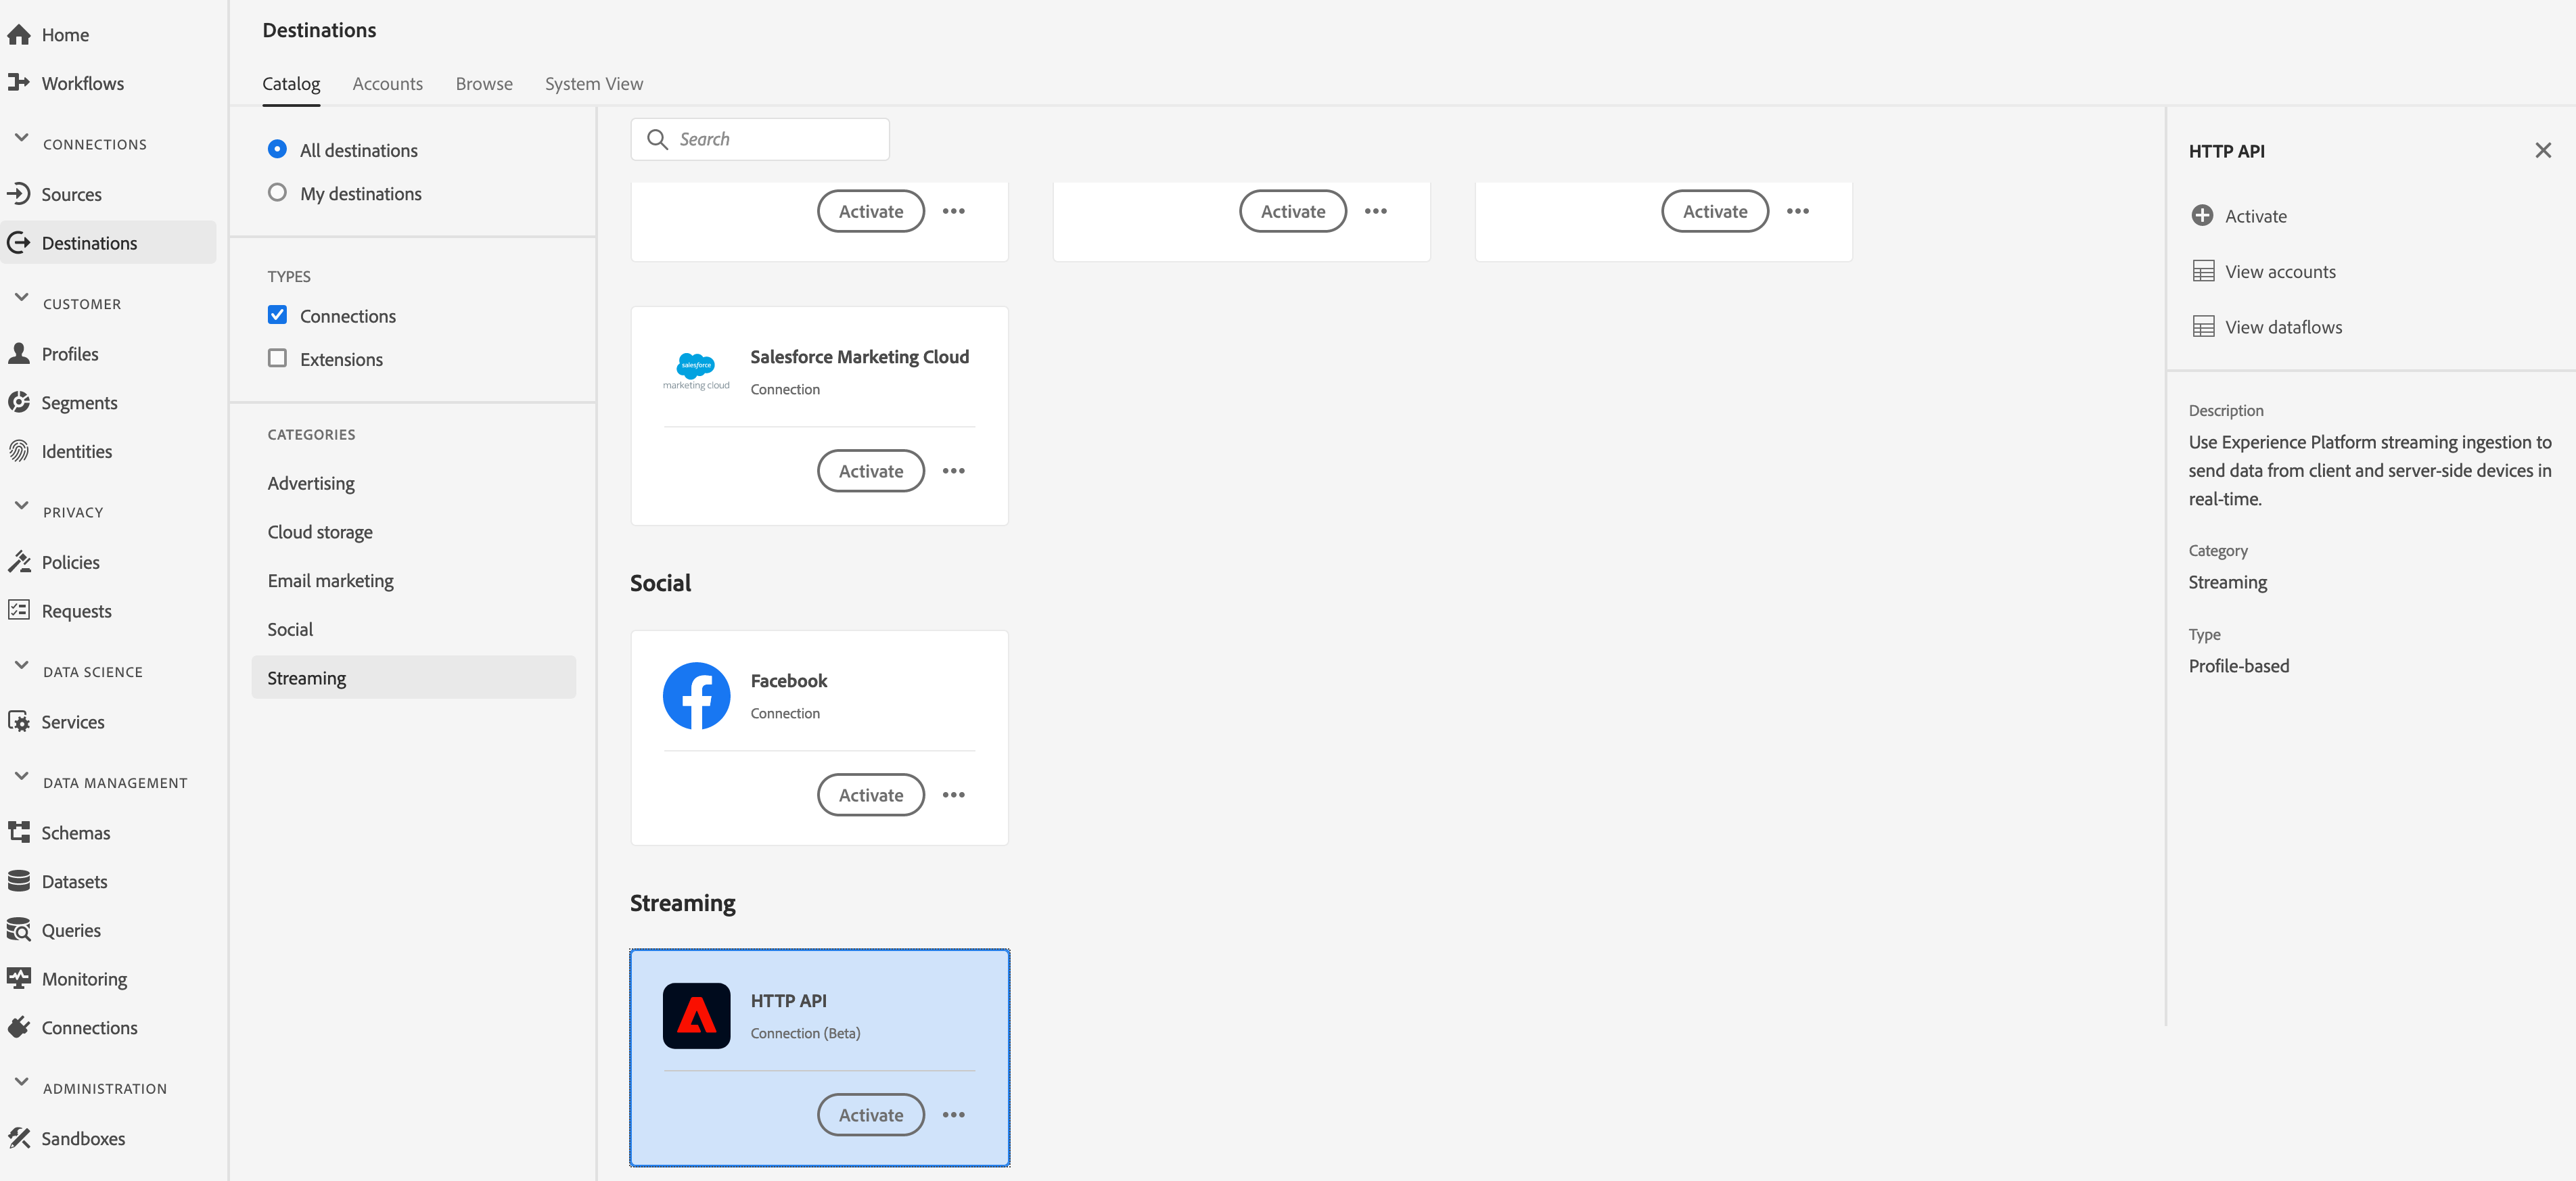 Home
Workflows
CONNECTIONS
Sources
Destinations
CUSTOMER
Profiles
Segments
Identities
PRIVACY
Policies
Requests
DATA SCIENCE
Services
DATA MANAGEMENT
Schemas
Datasets
Queries
Monitoring
Connections
ADMINISTRATION
Sandboxes
Destinations
Catalog Accounts Browse System View
All destinations
My destinations
TYPES
Connections
Extensions
CATEGORIES
Advertising
Cloud storage
Email marketing
Social
Streaming
Search
Activate Activate Activate
salesforce
marketing cloud
Salesforce Marketing Cloud
Connection
Activate
Social
Facebook
Connection
Activate
Streaming
HTTP API
Connection (Beta)
Activate
HTTP API
Activate
View accounts
View dataflows
Description
Use Experience Platform streaming ingestion to
send data from client and server-side devices in
real-time.
Category
Streaming
Type
Profile-based